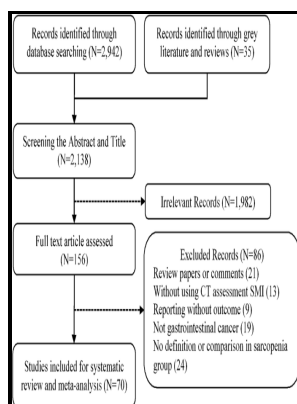 Records identified through
database searching
(N=2,942)
Records identified through grey
literature and reviews (N=35)
Screening the Abstract and Title
(N=2,138)
Irrelevant Records (N=1,982)
Full text article assessed
(N=156)
Excluded Records (N=86)
Review papers or comments (21)
Without using CT assessment SMI (13)
Reporting without outcome (9)
Not gastrointestinal cancer (19)
No definition or comparison in sarcopenia
group (24)
Studies included for systematic
review and meta-analysis (N=70)